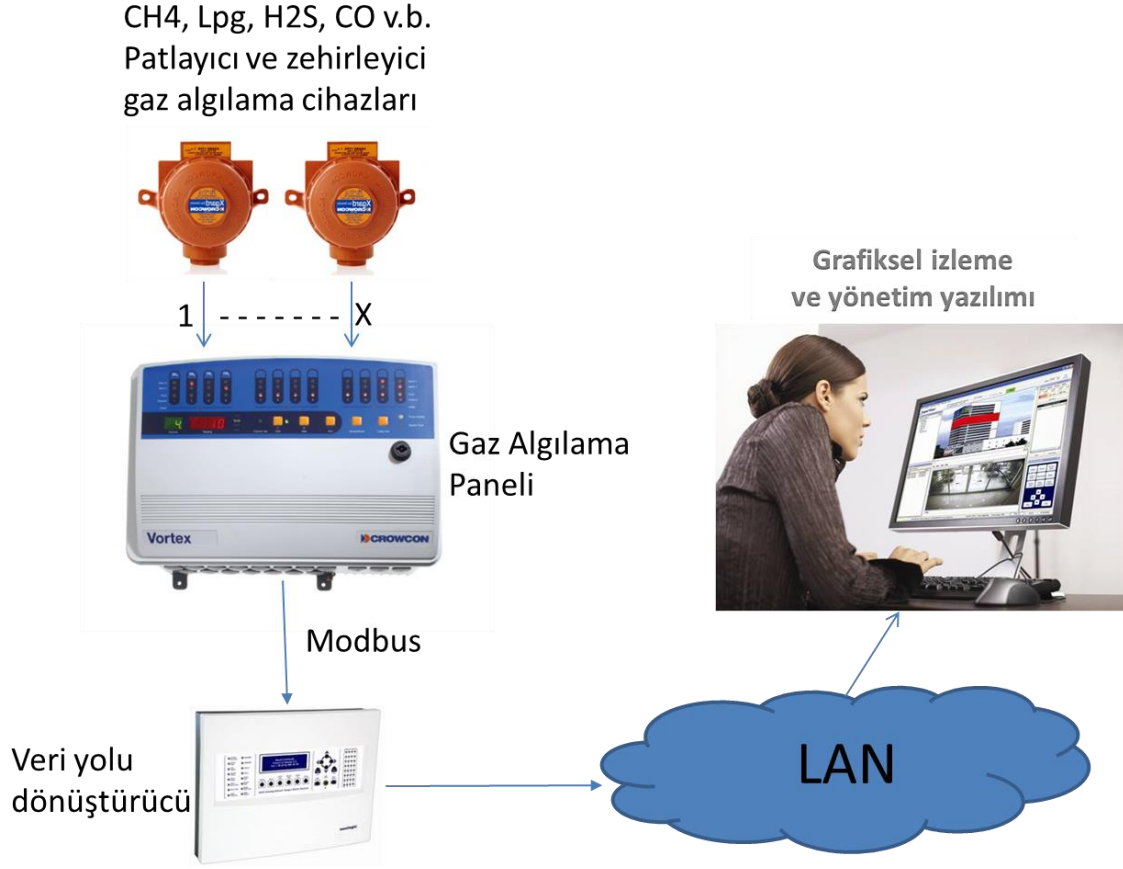 CH4, Lpg, H2S, CO v.b.
Patlayıcı ve zehirleyici
gaz algılama cihazları
1 - - - - - - - X
Grafiksel izleme
ve yönetim yazılımı
Gaz Algılama
Paneli
Vortex
CROWCON
Modbus
Veri yolu
dönüştürücü
LAN